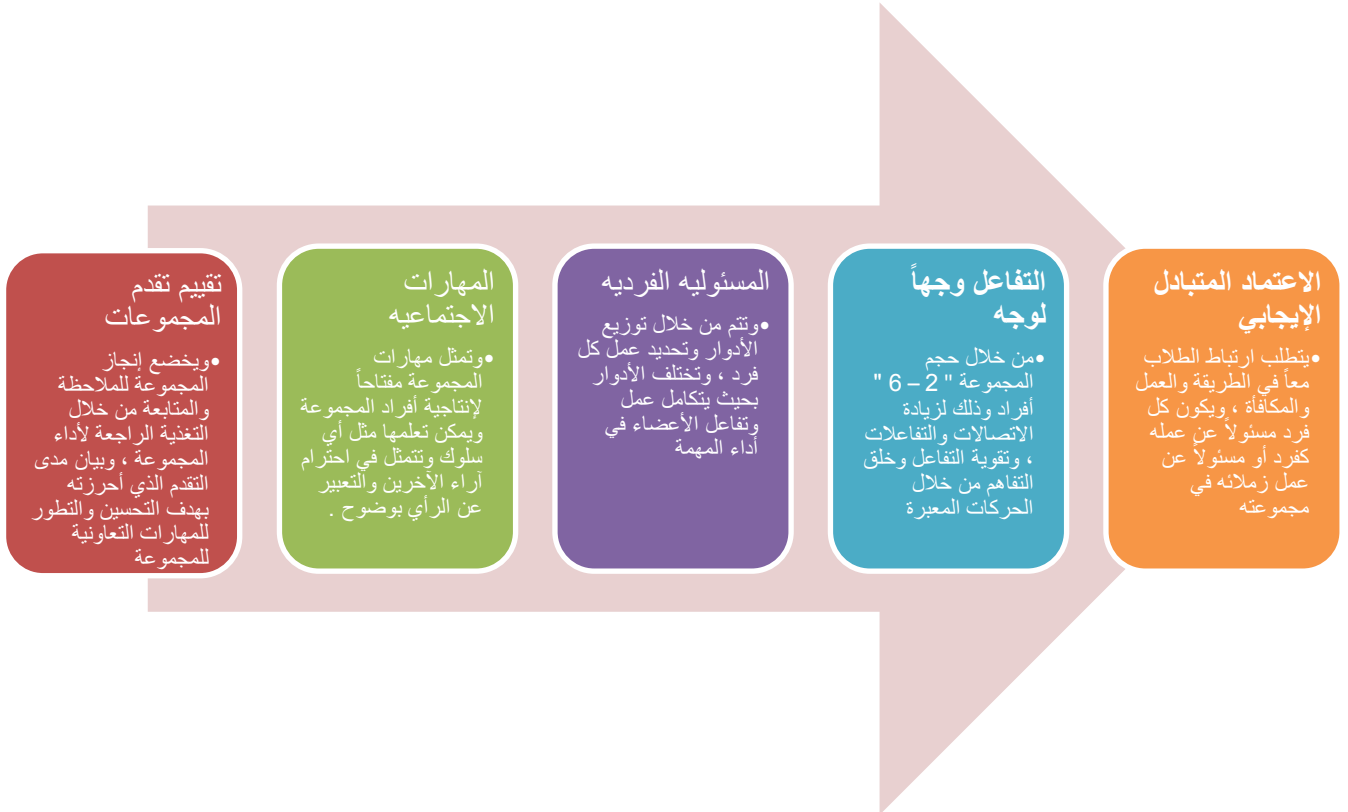 الاعتماد المتبادل
الإيجابي
•يتطلب ارتباط الطلاب
معاً في الطريقة والعمل
والمكافأة ، ويكون كل
فرد مسئولاً عن عمله
كفرد أو مسئولاً عن
عمل زملائه في
مجموعته
التفاعل وجهاً
لوجه
•من خلال حجم
المجموعة " 2 – 6 "
أفراد وذلك لزيادة
الاتصالات والتفاعلات
، وتقوية التفاعل وخلق
التفاهم من خلال
الحركات المعبرة
المسئوليه الفرديه
•وتتم من خلال توزيع
الأدوار وتحديد عمل كل
فرد ، وتختلف الأدوار
بحيث يتكامل عمل
وتفاعل الأعضاء في
أداء المهمة
المهارات
الاجتماعيه
•وتمثل مهارات
المجموعة مفتاحاً
لإنتاجية أفراد المجموعة
ويمكن تعلمها مثل أي
سلوك وتتمثل في احترام
آراء الآخرين والتعبير
عن الرأي بوضوح .
تقييم تقدم
المجموعات
•ويخضع إنجاز
المجموعة للملاحظة
والمتابعة من خلال
التغذية الراجعة لأداء
المجموعة ، وبيان مدى
التقدم الذي أحرزته
بهدف التحسين والتطور
للمهارات التعاونية
للمجموعة